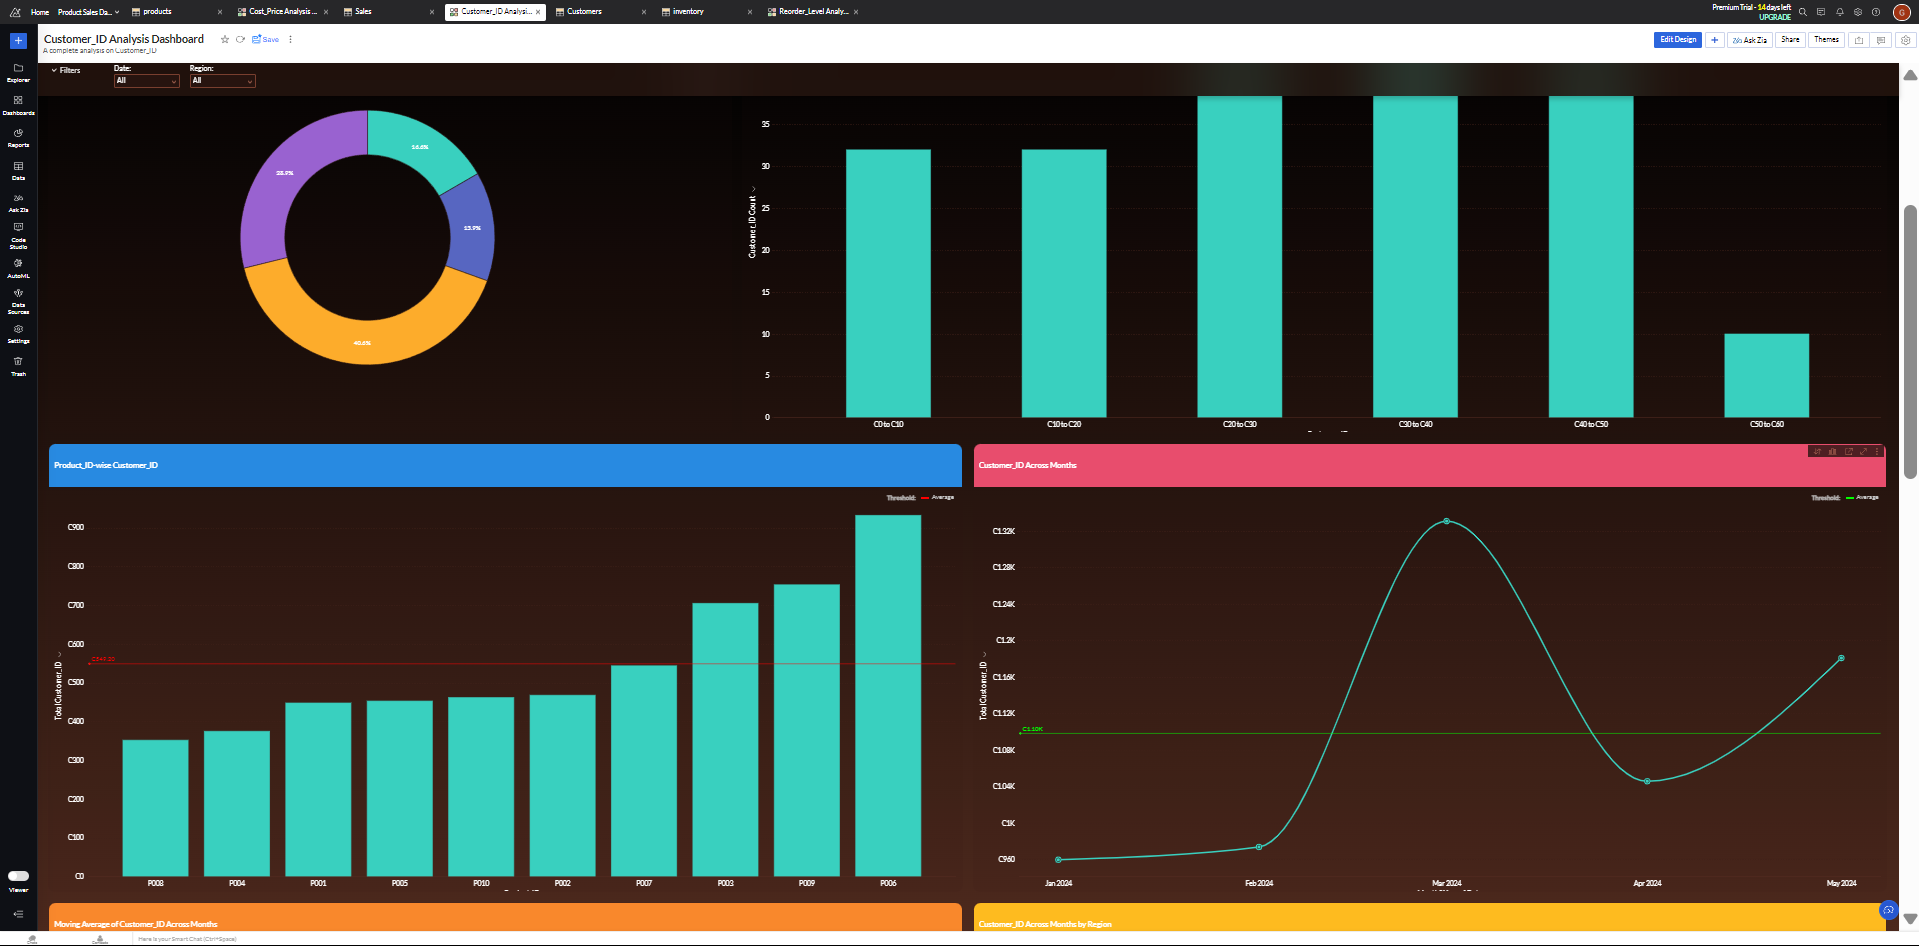 Home Product Sales Da... products Cost_Price Analysis ... Sales Customer_ID Analysi... Customers inventory Reorder_Level Analy... Premium Trial - 14 days left
UPGRADE
G
Customer_ID Analysis Dashboard Save
A complete analysis on Customer_ID
Edit Design Ask Zia Share Themes
Explorer
Dashboards
Reports
Data
Ask Zia
Code
Studio
AutoML
Data
Sources
Settings
Trash
Viewer
Filters
Date:
All
Region:
All
16.6%
13.9%
40.6%
28.9%
Customer_ID Count
35
30
25
20
15
10
5
0
C0 to C10 C10 to C20 C20 to C30 C30 to C40 C40 to C50 C50 to C60
Product_ID-wise Customer_ID
Threshold: Average
Total Customer_ID
C900
C800
C700
C600
C500
C400
C300
C200
C100
C0
P008 P004 P001 P005 P010 P002 P007 P003 P009 P006
Customer_ID Across Months
Threshold: Average
Total Customer_ID
C1.32K
C1.28K
C1.24K
C1.2K
C1.16K
C1.12K
C1.10K
C1.08K
C1.04K
C1K
C960
Jan 2024 Feb 2024 Mar 2024 Apr 2024 May 2024
Moving Average of Customer_ID Across Months
Customer_ID Across Months by Region
Chats
Contacts
Here is your Smart Chat (Ctrl+Space)